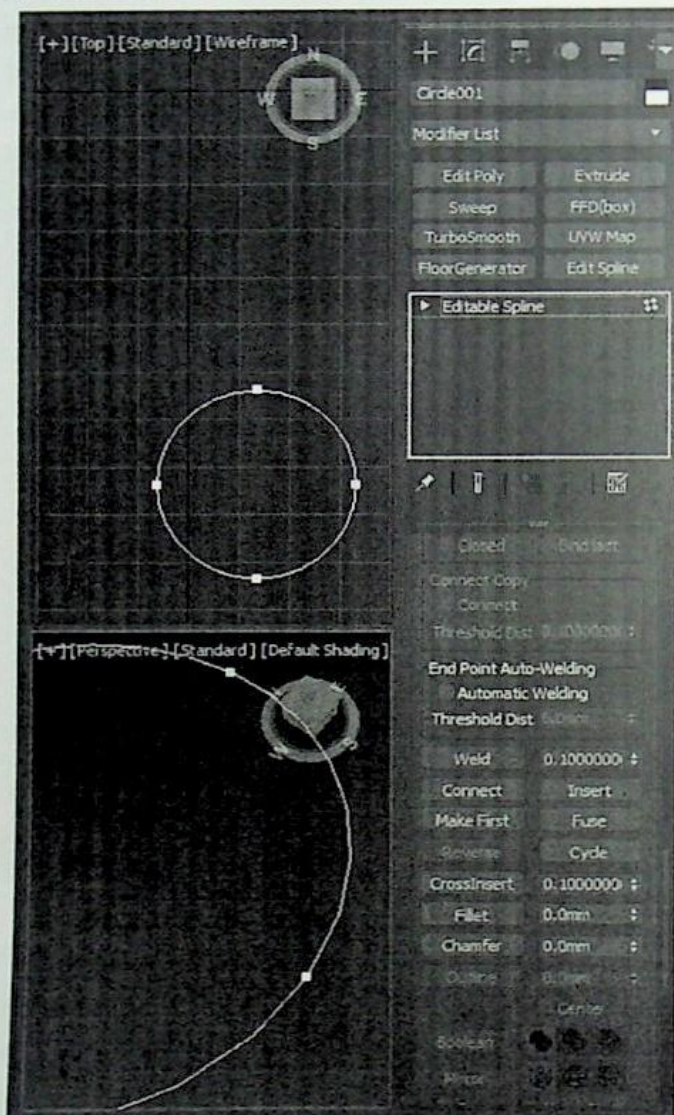 [+] [Top] [Standard] [Wireframe]
N
W
E
S
[+] [Perspective] [Standard] [Default Shading]
Circle001
Modifier List
Edit Poly Extrude
Sweep FFD(box)
TurboSmooth UVW Map
FloorGenerator Edit Spline
Editable Spline
Closed
Connect Copy
Connect
Threshold Dist
End Point Auto-Welding
Automatic Welding
Threshold Dist
Weld 0.1000000
Connect Insert
Make First Fuse
Reverse Cycle
CrossInsert 0.1000000
Fillet 0.0mm
Chamfer 0.0mm
Outline 0.0mm
Center
Boolean
Mirror